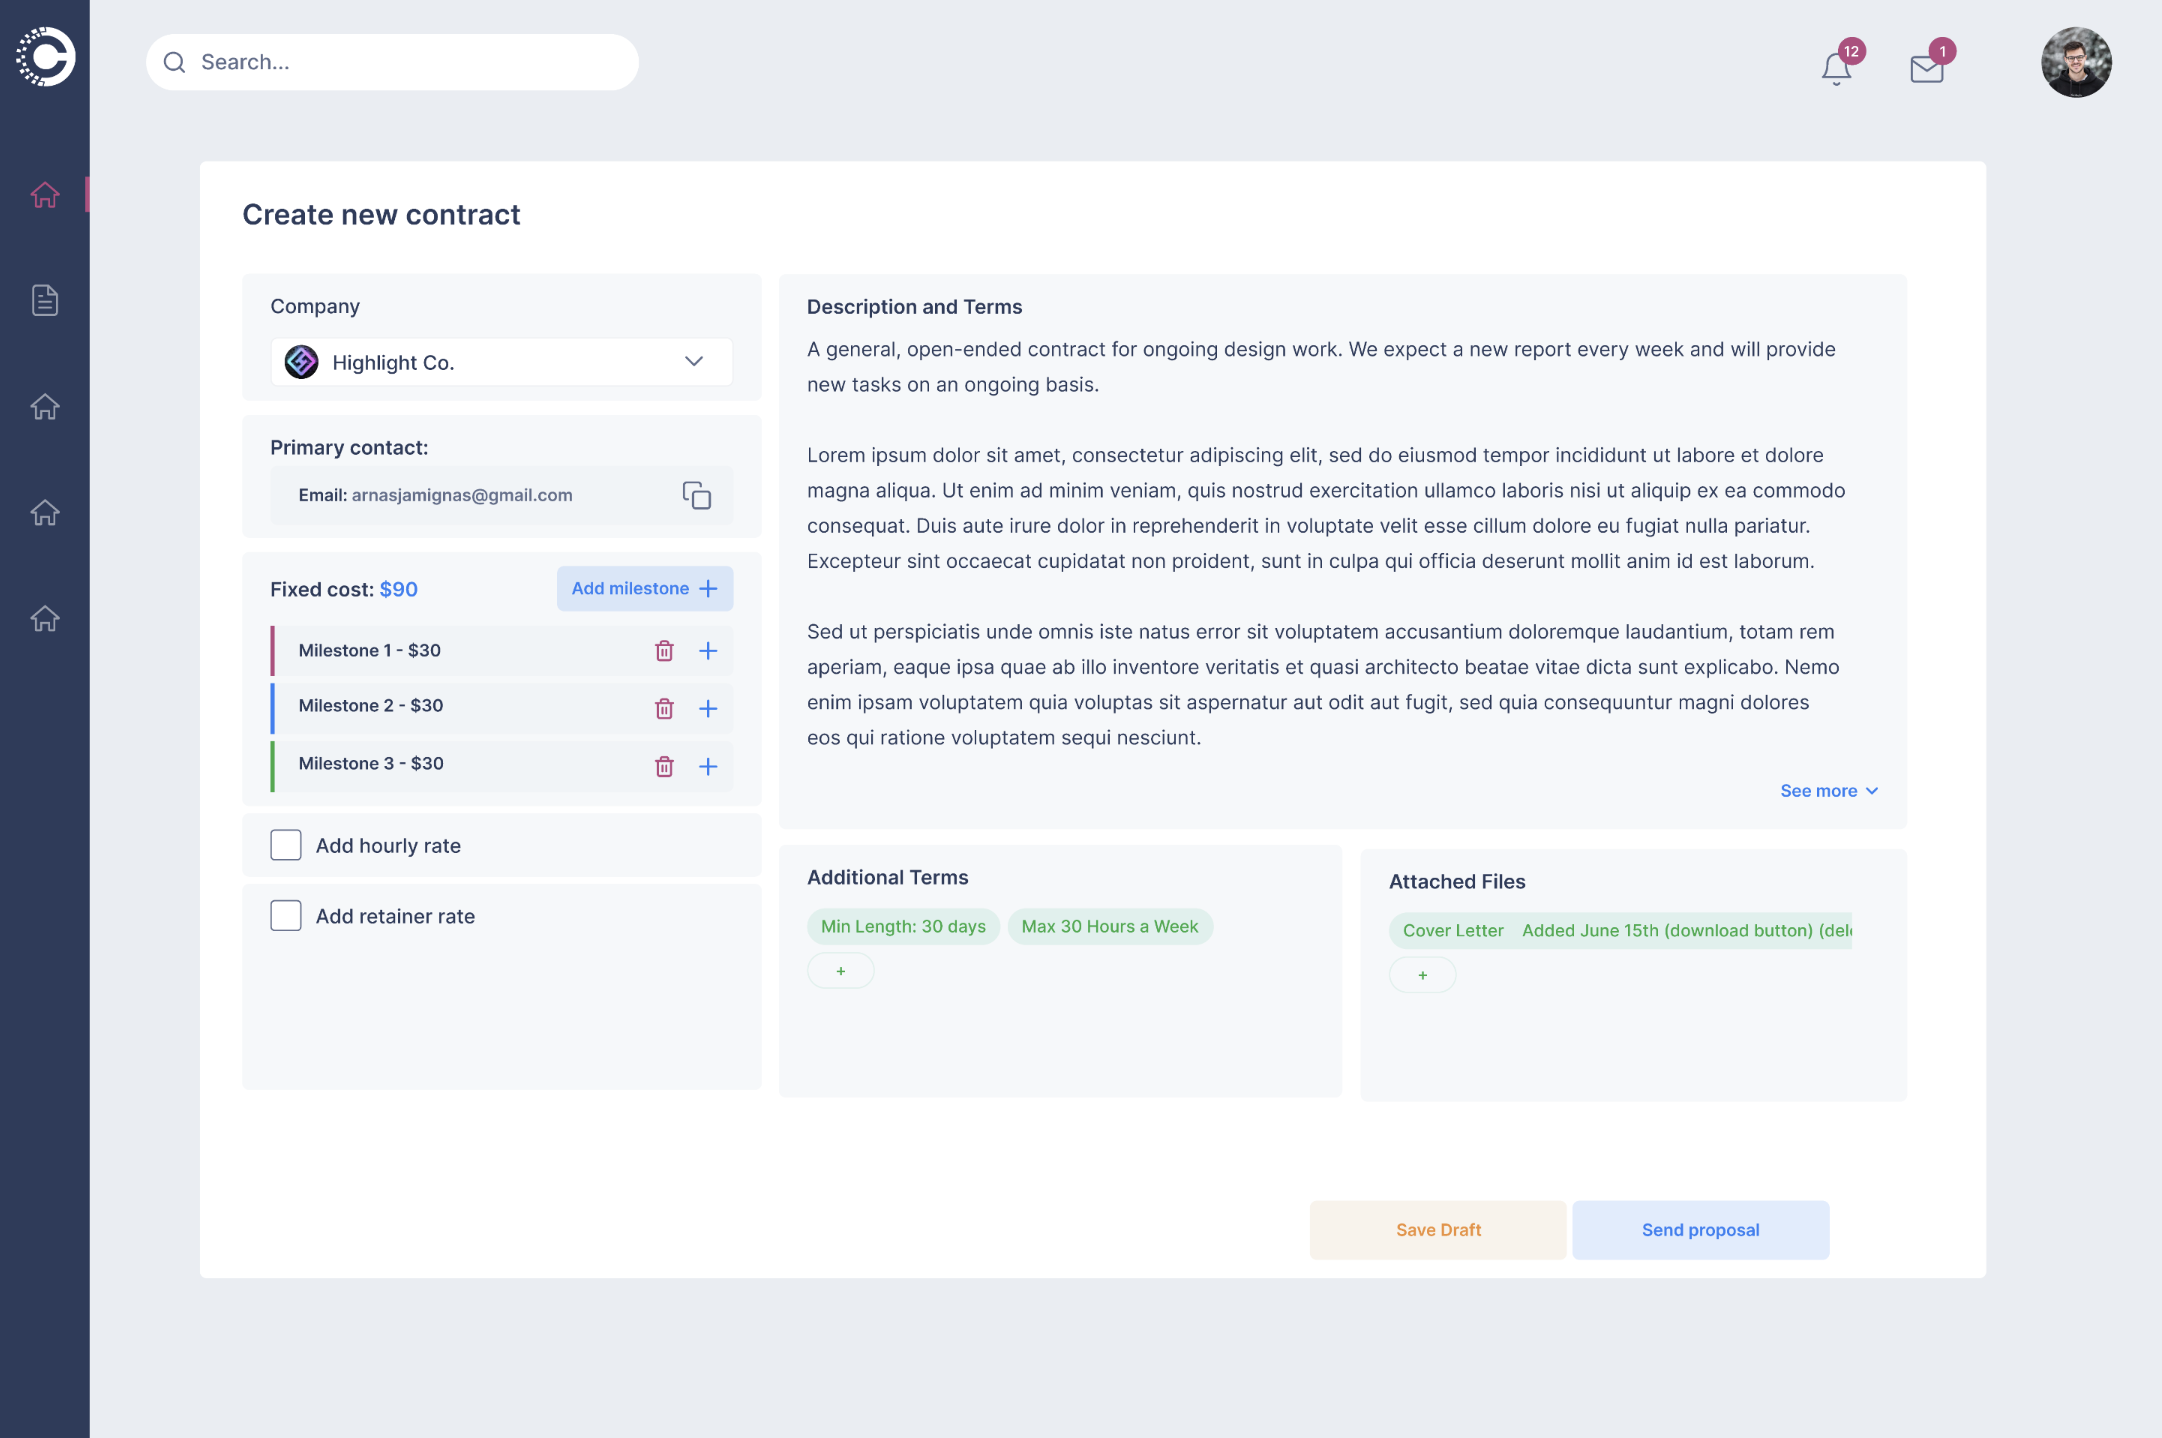 Search...
12
1
Create new contract
Company
Highlight Co.
Primary contact:
Email: arnasjamignas@gmail.com
Fixed cost: $90
Add milestone
Milestone 1 - $30
Milestone 2 - $30
Milestone 3 - $30
Add hourly rate
Add retainer rate
Description and Terms
A general, open-ended contract for ongoing design work. We expect a new report every week and will provide
new tasks on an ongoing basis.
Lorem ipsum dolor sit amet, consectetur adipiscing elit, sed do eiusmod tempor incididunt ut labore et dolore
magna aliqua. Ut enim ad minim veniam, quis nostrud exercitation ullamco laboris nisi ut aliquip ex ea commodo
consequat. Duis aute irure dolor in reprehenderit in voluptate velit esse cillum dolore eu fugiat nulla pariatur.
Excepteur sint occaecat cupidatat non proident, sunt in culpa qui officia deserunt mollit anim id est laborum.
Sed ut perspiciatis unde omnis iste natus error sit voluptatem accusantium doloremque laudantium, totam rem
aperiam, eaque ipsa quae ab illo inventore veritatis et quasi architecto beatae vitae dicta sunt explicabo. Nemo
enim ipsam voluptatem quia voluptas sit aspernatur aut odit aut fugit, sed quia consequuntur magni dolores
eos qui ratione voluptatem sequi nesciunt.
See more
Additional Terms
Min Length: 30 days
Max 30 Hours a Week
+
Attached Files
Cover Letter Added June 15th (download button) (del
+
Save Draft
Send proposal